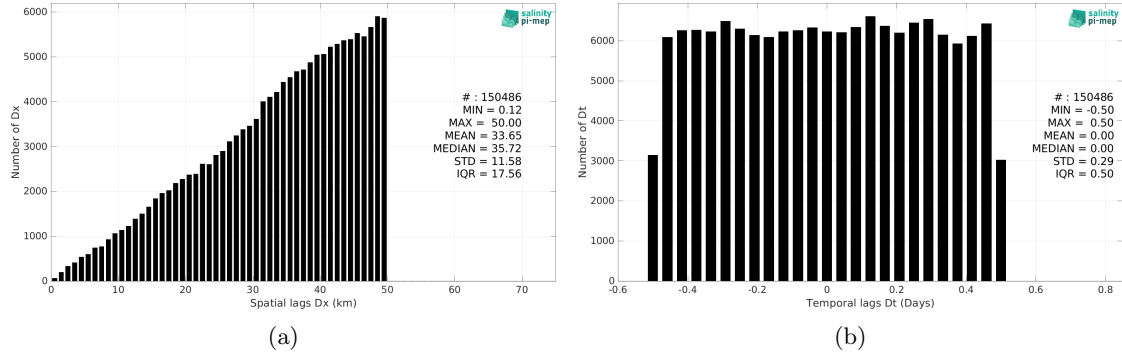 6000
5000
4000
3000
2000
1000
0
Number of Dx
0 10 20 30 40 50 60 70
Spatial lags Dx (km)
salinity
pi-mep
# : 150486
MIN = 0.12
MAX = 50.00
MEAN = 33.65
MEDIAN = 35.72
STD = 11.58
IQR = 17.56
(a)
6000
5000
4000
3000
2000
1000
0
Number of Dt
-0.6 -0.4 -0.2 0 0.2 0.4 0.6 0.8
Temporal lags Dt (Days)
salinity
pi-mep
# : 150486
MIN = -0.50
MAX = 0.50
MEAN = 0.00
MEDIAN = 0.00
STD = 0.29
IQR = 0.50
(b)